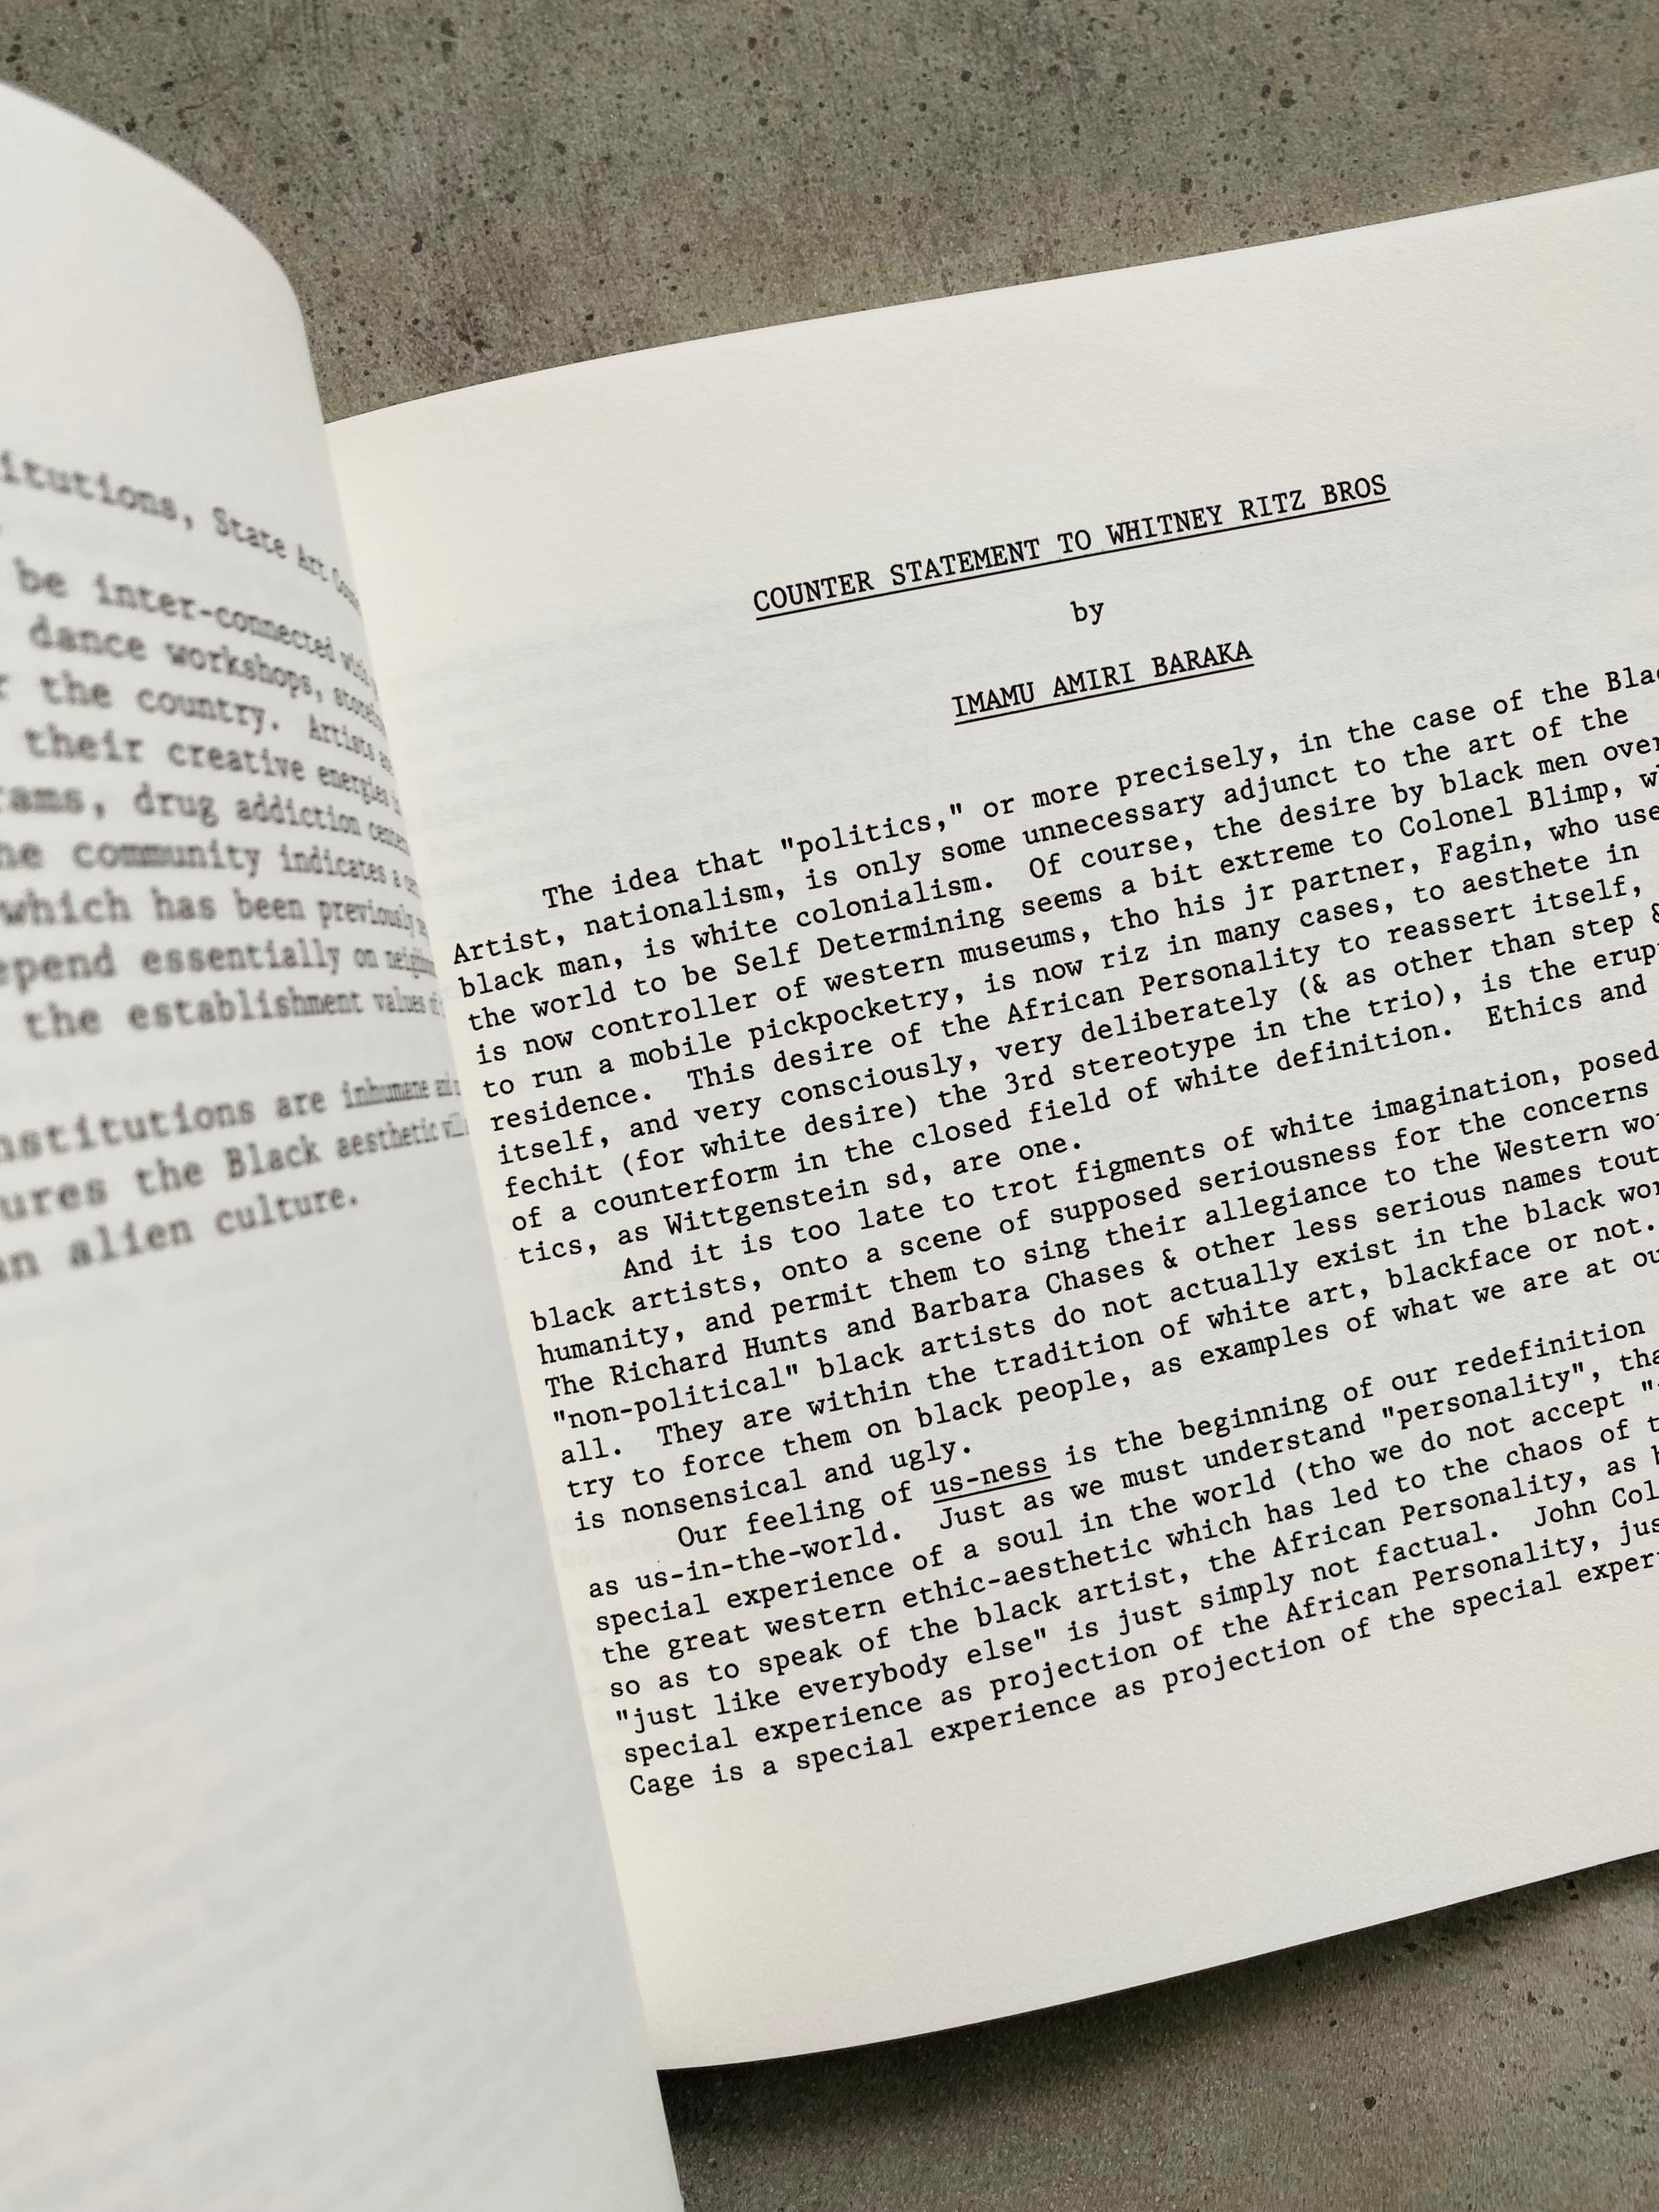 itutions, State Art
be inter-connected with
dance workshops,
the country. Artists
their creative energies
rams, drug addiction
he community indicates a
which has been previously
epend essentially on
the establishment values of
nstitutions are inhumane and
ures the Black aesthetic
an alien culture.
COUNTER STATEMENT TO WHITNEY RITZ BROS
by
IMAMU AMIRI BARAKA
The idea that "politics," or more precisely, in the case of the Blac
Artist, nationalism, is only some unnecessary adjunct to the art of the
black man, is white colonialism. Of course, the desire by black men over
the world to be Self Determining seems a bit extreme to Colonel Blimp, w
is now controller of western museums, tho his jr partner, Fagin, who use
to run a mobile pickpocketry, is now riz in many cases, to aesthete in
residence. This desire of the African Personality to reassert itself,
itself, and very consciously, very deliberately (& as other than step &
fechit (for white desire) the 3rd stereotype in the trio), is the erup
of a counterform in the closed field of white definition. Ethics and
tics, as Wittgenstein sd, are one.
And it is too late to trot figments of white imagination, posed
black artists, onto a scene of supposed seriousness for the concerns
humanity, and permit them to sing their allegiance to the Western wo
The Richard Hunts and Barbara Chases & other less serious names tout
"non-political" black artists do not actually exist in the black wor
all. They are within the tradition of white art, blackface or not.
try to force them on black people, as examples of what we are at ou
is nonsensical and ugly.
Our feeling of us-ness is the beginning of our redefinition
as us-in-the-world. Just as we must understand "personality", tha
special experience of a soul in the world (tho we do not accept "
the great western ethic-aesthetic which has led to the chaos of t
so as to speak of the black artist, the African Personality, as
"just like everybody else" is just simply not factual. John Col
special experience as projection of the African Personality, jus
Cage is a special experience as projection of the special exper